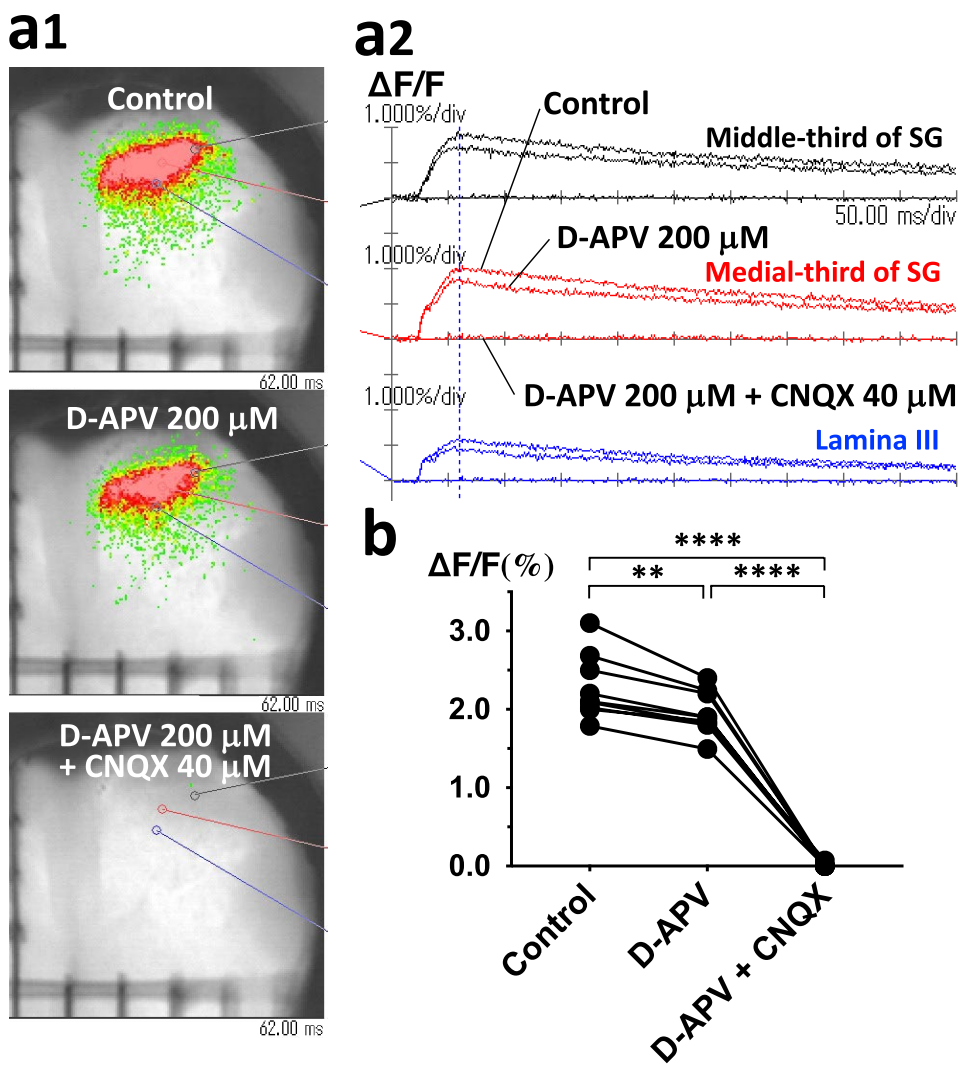 a1
Control
62.00 ms
D-APV 200 μM
62.00 ms
D-APV 200 μM
+ CNQX 40 μM
62.00 ms
a2
ΔF/F
1.000%/div
Control
Middle-third of SG
50.00 ms/div
D-APV 200 μM
1.000%/div
Medial-third of SG
1.000%/div
D-APV 200 μM + CNQX 40 μM
Lamina III
b
ΔF/F(%)
****
**
****
3.0
2.0
1.0
0.0
Control
D-APV
D-APV + CNQX